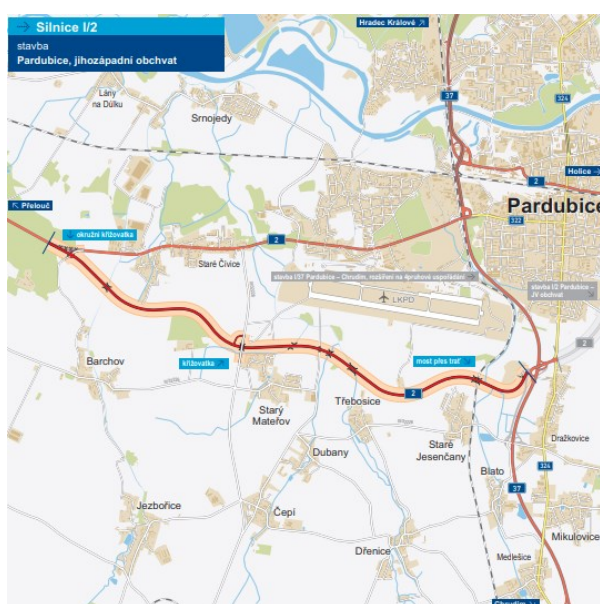 → Silnice I/2
stavba
Pardubice, jihozápadní obchvat
Hradec Králové ↗
Lány
na Důlku
Srnojedy
37
324
2
Holice →
↖ Přelouč
Pardubice
322
okružní křižovatka
2
Staré Čívice
stavba I/37 Pardubice – Chrudim, rozšíření na 4pruhové uspořádání
stavba I/2 Pardubice –
JV obchvat
LKPD
2
Barchov
křižovatka
most přes trať
Starý
Mateřov
Třebosice
2
Staré
Jesenčany
Dražkovice
Dubany
Blato
324
37
Jezbořice
Čepí
Mikulovice
Dřenice
Medlešice
Chrudim